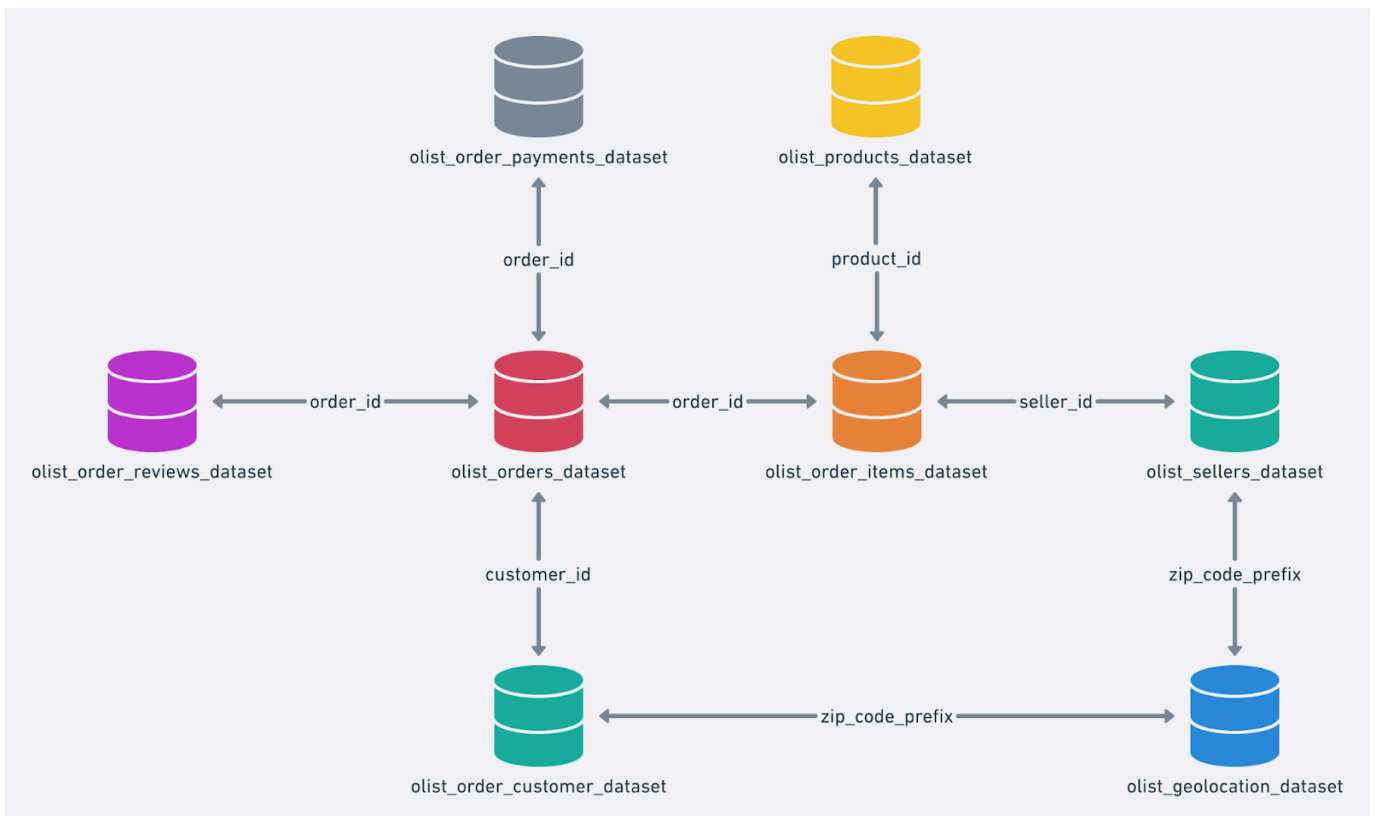 olist_order_payments_dataset
olist_products_dataset
order_id
product_id
order_id
order_id
seller_id
olist_order_reviews_dataset
olist_orders_dataset
olist_order_items_dataset
olist_sellers_dataset
customer_id
zip_code_prefix
zip_code_prefix
olist_order_customer_dataset
olist_geolocation_dataset